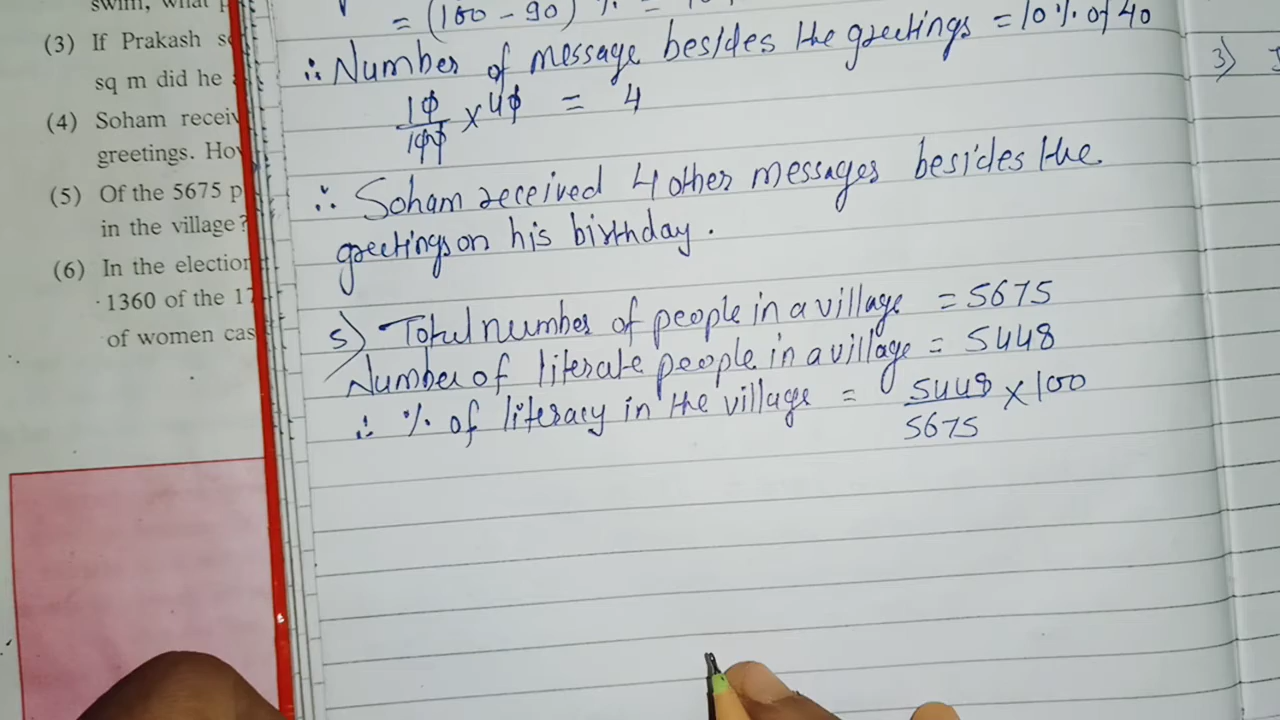 swim, what
(3) If Prakash
sq m did he
(4) Soham receiv
greetings. How
(5) Of the 5675 p
in the village?
(6) In the election
1360 of the 17
of women cas
= (100 - 90) % =
∴ Number of message besides the greetings = 10% of 40
10/100 × 40 = 4
∴ Soham received 4 other messages besides the
greetings on his birthday.
5) Total number of people in a village = 5675
Number of literate people in a village = 5448
∴ % of literacy in the village = 5448/5675 × 100
3)